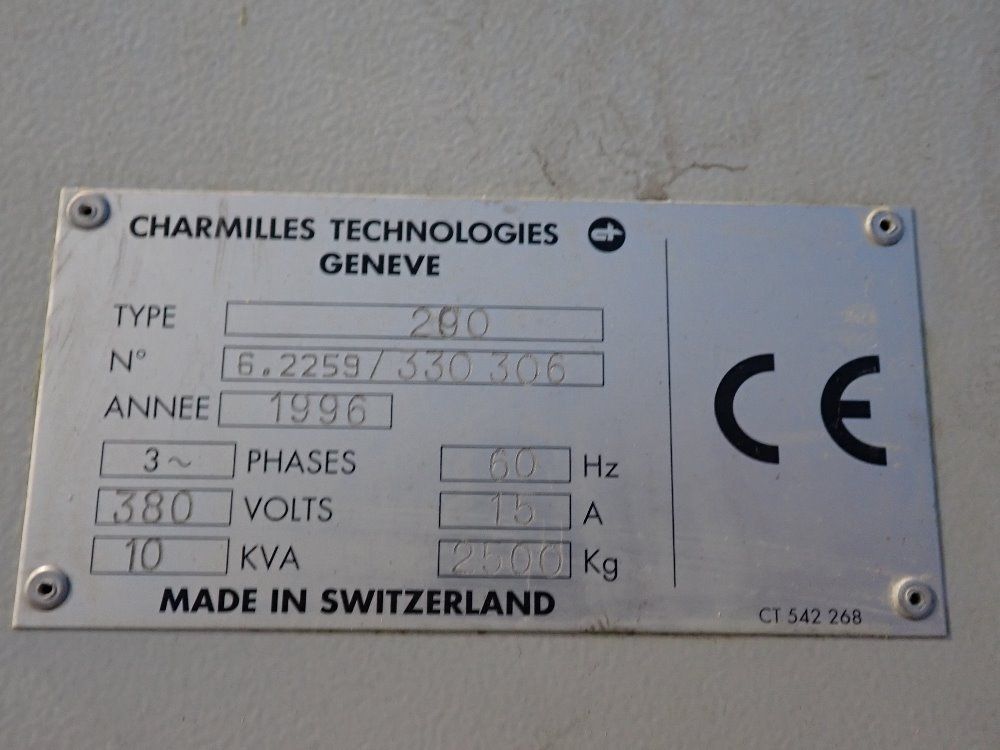 CHARMILLES TECHNOLOGIES
GENEVE
TYPE
N° 6.2259/330 306
ANNEE 1996
3~ PHASES 60 Hz
380 VOLTS 15 A
10 KVA 2500 Kg
MADE IN SWITZERLAND
CT 542 268
CE